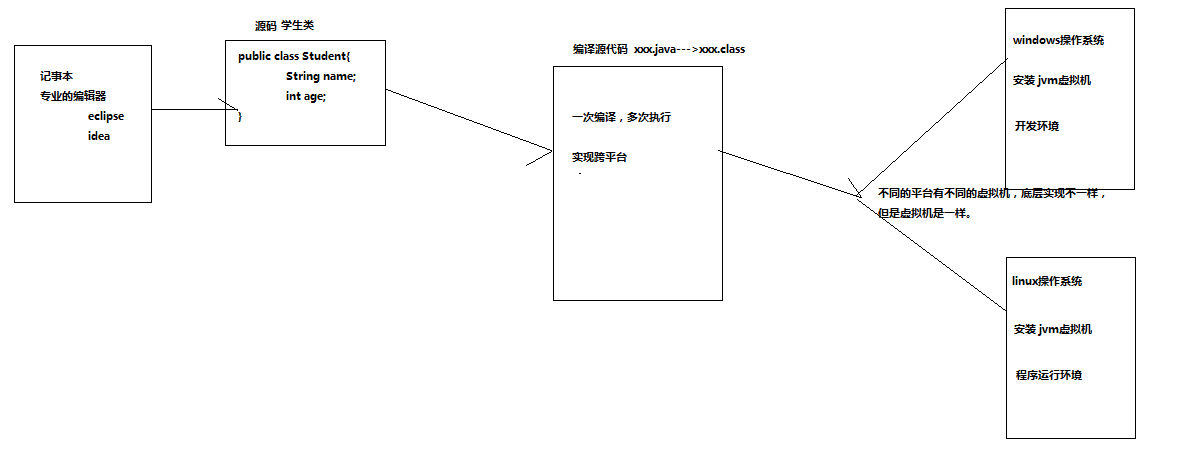 记事本
专业的编辑器
eclipse
idea
源码 学生类
public class Student{
String name;
int age;
}
编译源代码 xxx.java--->xxx.class
一次编译，多次执行
实现跨平台
windows操作系统
安装 jvm虚拟机
开发环境
不同的平台有不同的虚拟机，底层实现不一样，
但是虚拟机是一样。
linux操作系统
安装 jvm虚拟机
程序运行环境